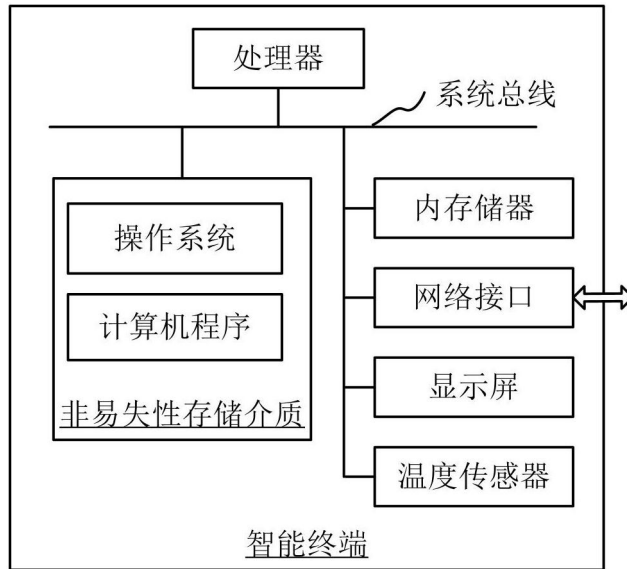 处理器
系统总线
操作系统
计算机程序
非易失性存储介质
内存储器
网络接口
显示屏
温度传感器
智能终端